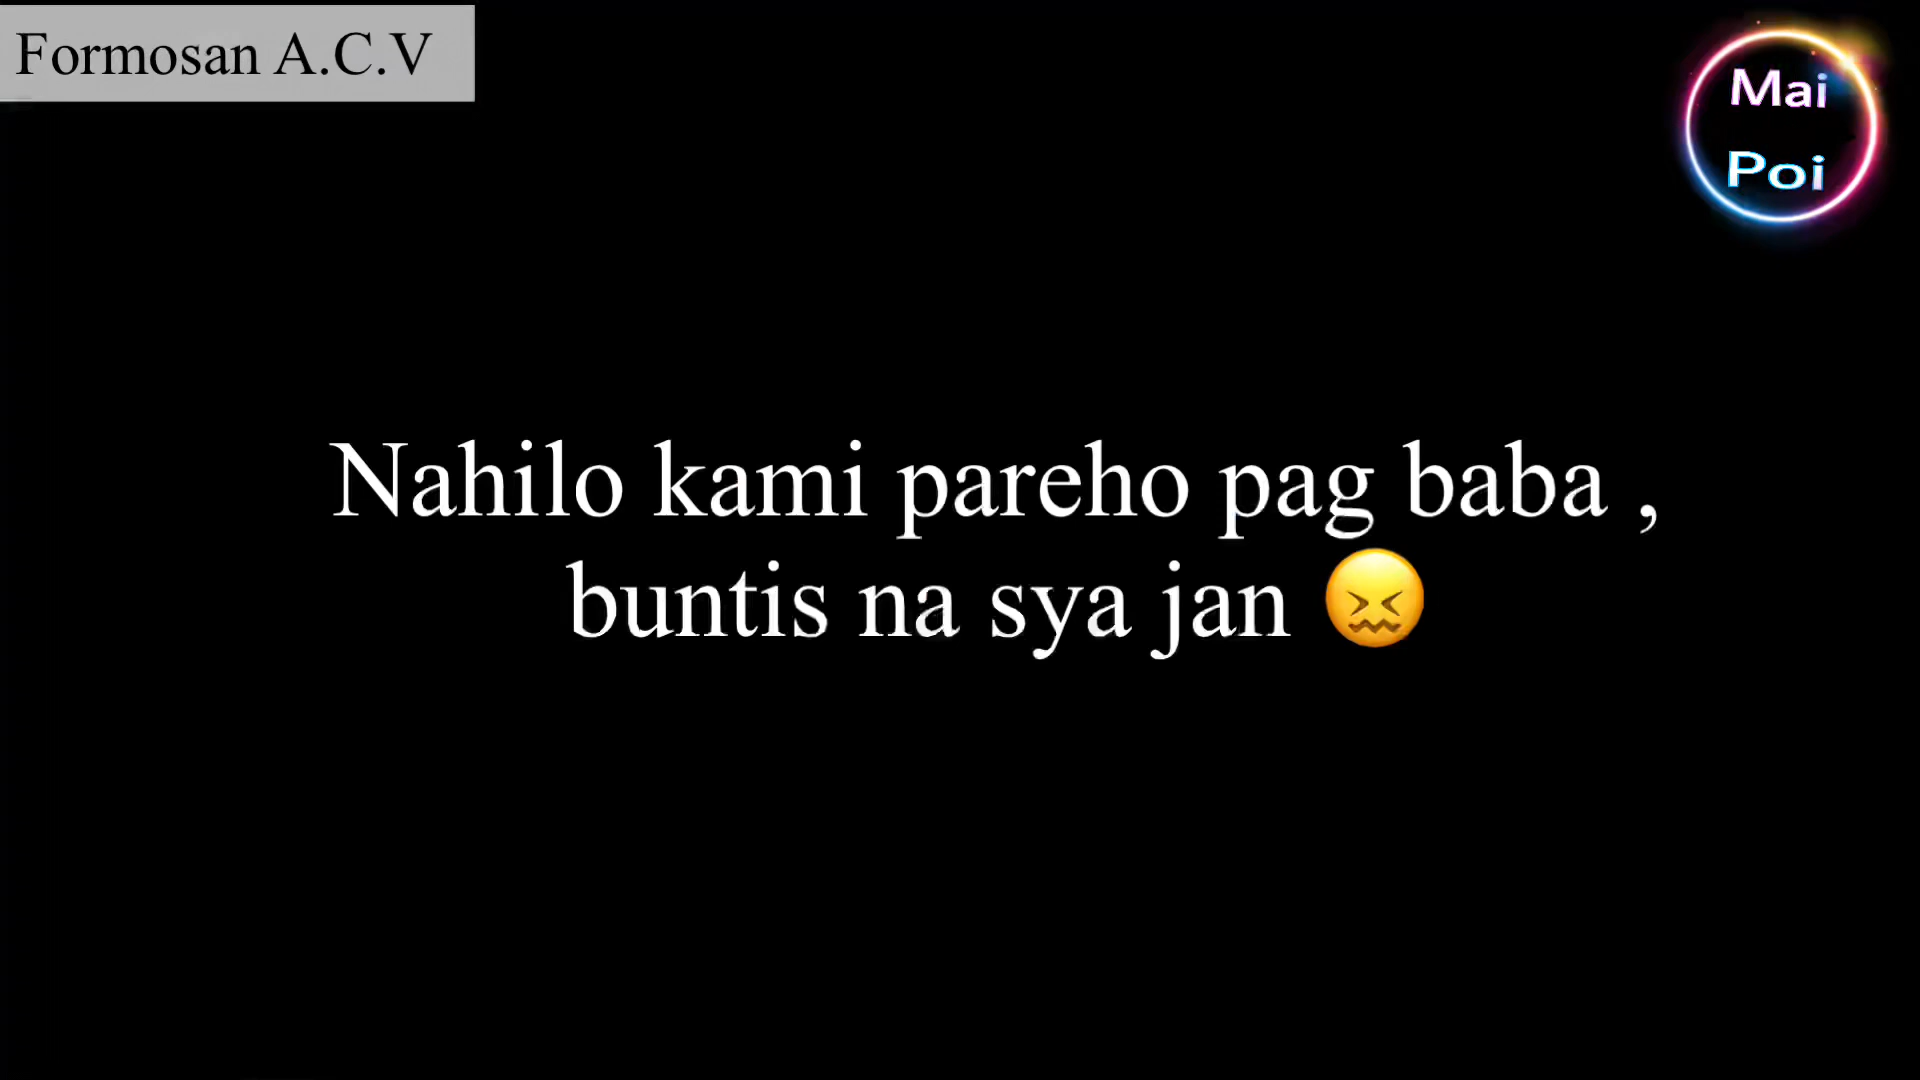 Formosan A.C.V
Mai
Poi
Nahilo kami pareho pag baba ,
buntis na sya jan 😖